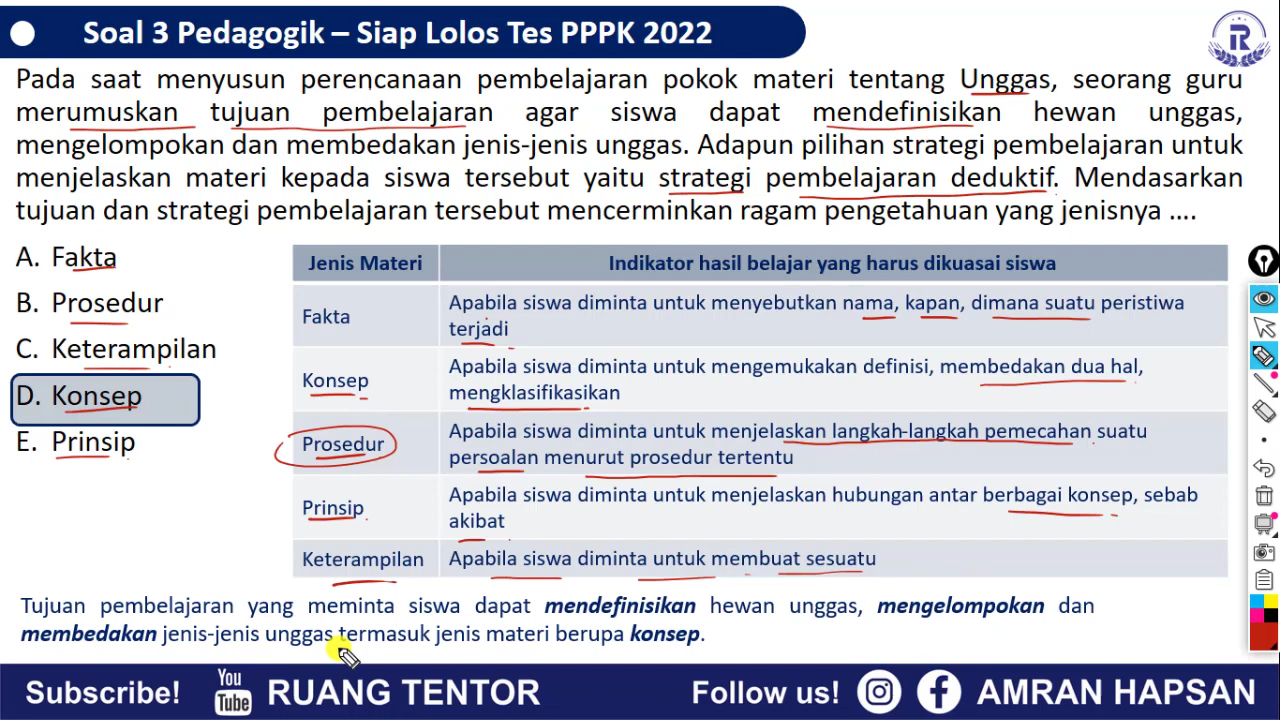 Soal 3 Pedagogik – Siap Lolos Tes PPPK 2022
Pada saat menyusun perencanaan pembelajaran pokok materi tentang Unggas, seorang guru
merumuskan tujuan pembelajaran agar siswa dapat mendefinisikan hewan unggas,
mengelompokan dan membedakan jenis-jenis unggas. Adapun pilihan strategi pembelajaran untuk
menjelaskan materi kepada siswa tersebut yaitu strategi pembelajaran deduktif. Mendasarkan
tujuan dan strategi pembelajaran tersebut mencerminkan ragam pengetahuan yang jenisnya ....
A. Fakta
B. Prosedur
C. Keterampilan
D. Konsep
E. Prinsip
Jenis Materi Indikator hasil belajar yang harus dikuasai siswa
Fakta Apabila siswa diminta untuk menyebutkan nama, kapan, dimana suatu peristiwa
terjadi
Konsep Apabila siswa diminta untuk mengemukakan definisi, membedakan dua hal,
mengklasifikasikan
Prosedur Apabila siswa diminta untuk menjelaskan langkah-langkah pemecahan suatu
persoalan menurut prosedur tertentu
Prinsip Apabila siswa diminta untuk menjelaskan hubungan antar berbagai konsep, sebab
akibat
Keterampilan Apabila siswa diminta untuk membuat sesuatu
Tujuan pembelajaran yang meminta siswa dapat mendefinisikan hewan unggas, mengelompokan dan
membedakan jenis-jenis unggas termasuk jenis materi berupa konsep.
Subscribe! You Tube RUANG TENTOR Follow us! AMRAN HAPSAN